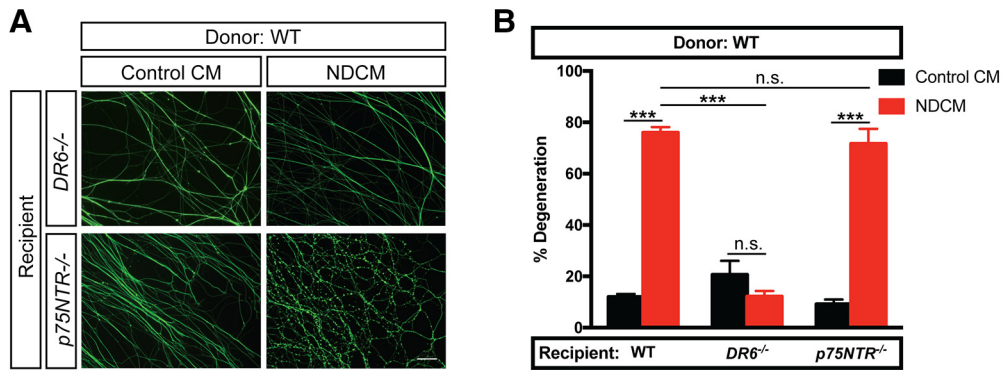 A
Donor: WT
Control CM
NDCM
Recipient
DR6-/-
p75NTR-/-
B
Donor: WT
Control CM
NDCM
n.s.
***
***
***
n.s.
% Degeneration
100
80
60
40
20
0
Recipient: WT DR6-/- p75NTR-/-